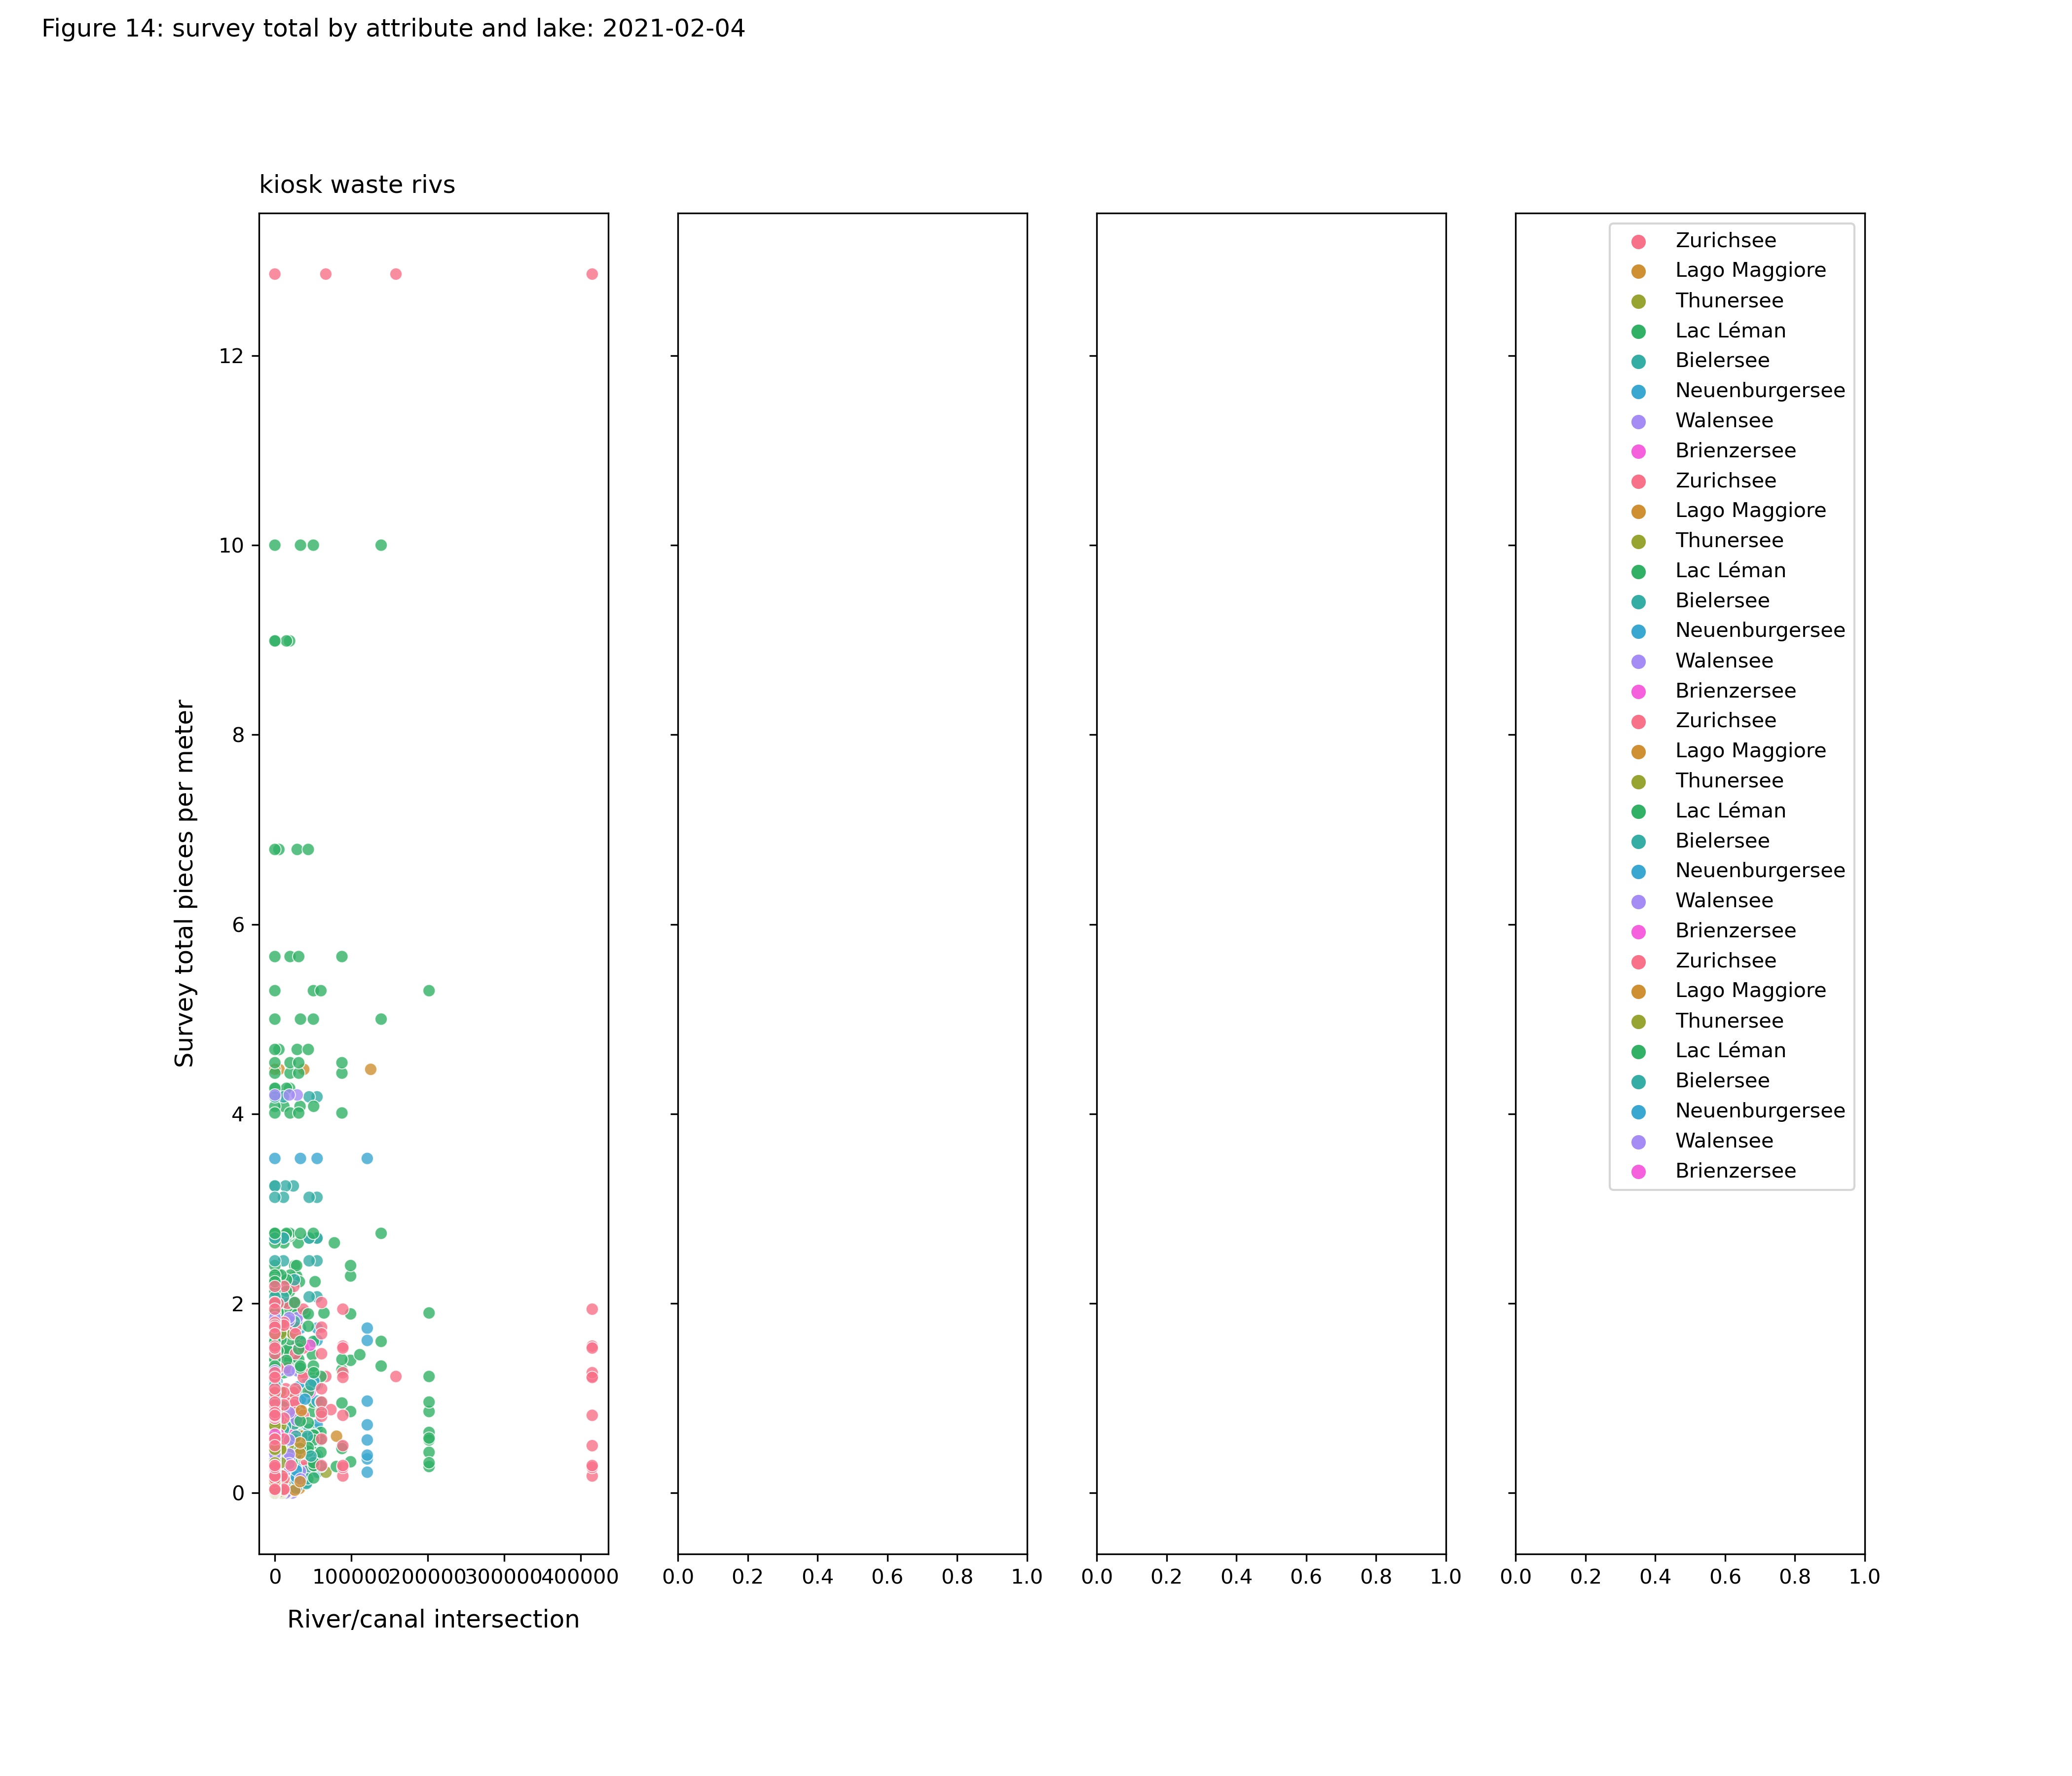 Figure 14: survey total by attribute and lake: 2021-02-04
kiosk waste rivs
Survey total pieces per meter
12
10
8
6
4
2
0
0 100000 200000 300000 400000
River/canal intersection
0.0 0.2 0.4 0.6 0.8 1.0
0.0 0.2 0.4 0.6 0.8 1.0
0.0 0.2 0.4 0.6 0.8 1.0
Zurichsee
Lago Maggiore
Thunersee
Lac Léman
Bielersee
Neuenburgersee
Walensee
Brienzersee
Zurichsee
Lago Maggiore
Thunersee
Lac Léman
Bielersee
Neuenburgersee
Walensee
Brienzersee
Zurichsee
Lago Maggiore
Thunersee
Lac Léman
Bielersee
Neuenburgersee
Walensee
Brienzersee
Zurichsee
Lago Maggiore
Thunersee
Lac Léman
Bielersee
Neuenburgersee
Walensee
Brienzersee